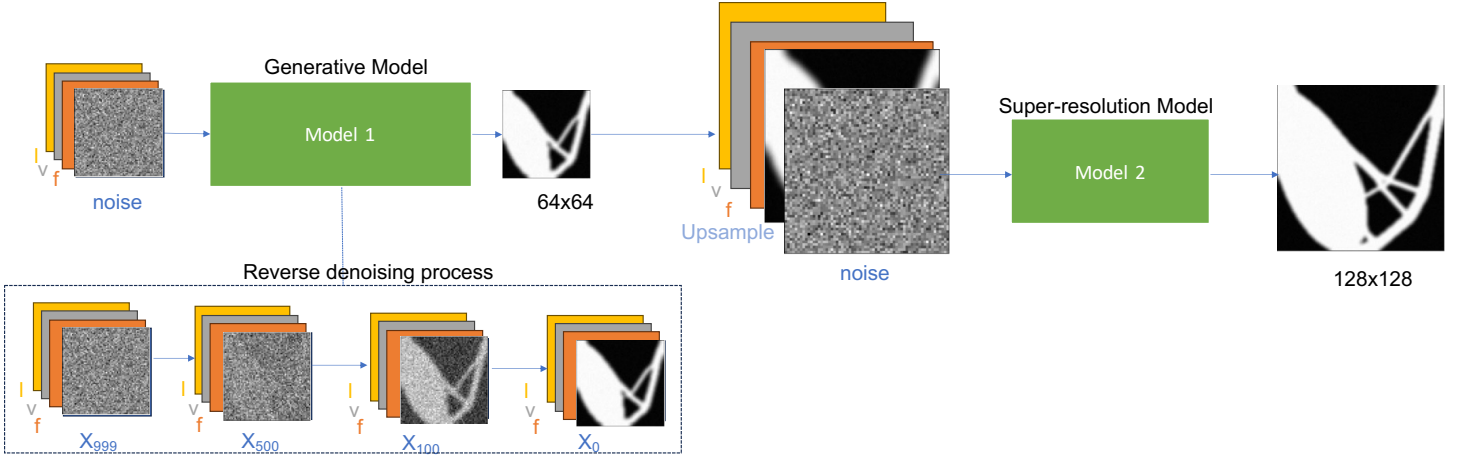 Generative Model
Model 1
l
v
f
noise
64x64
l
v
f
Upsample
noise
Super-resolution Model
Model 2
128x128
Reverse denoising process
l
v
f
X999
l
v
f
X500
l
v
f
X100
l
v
f
X0